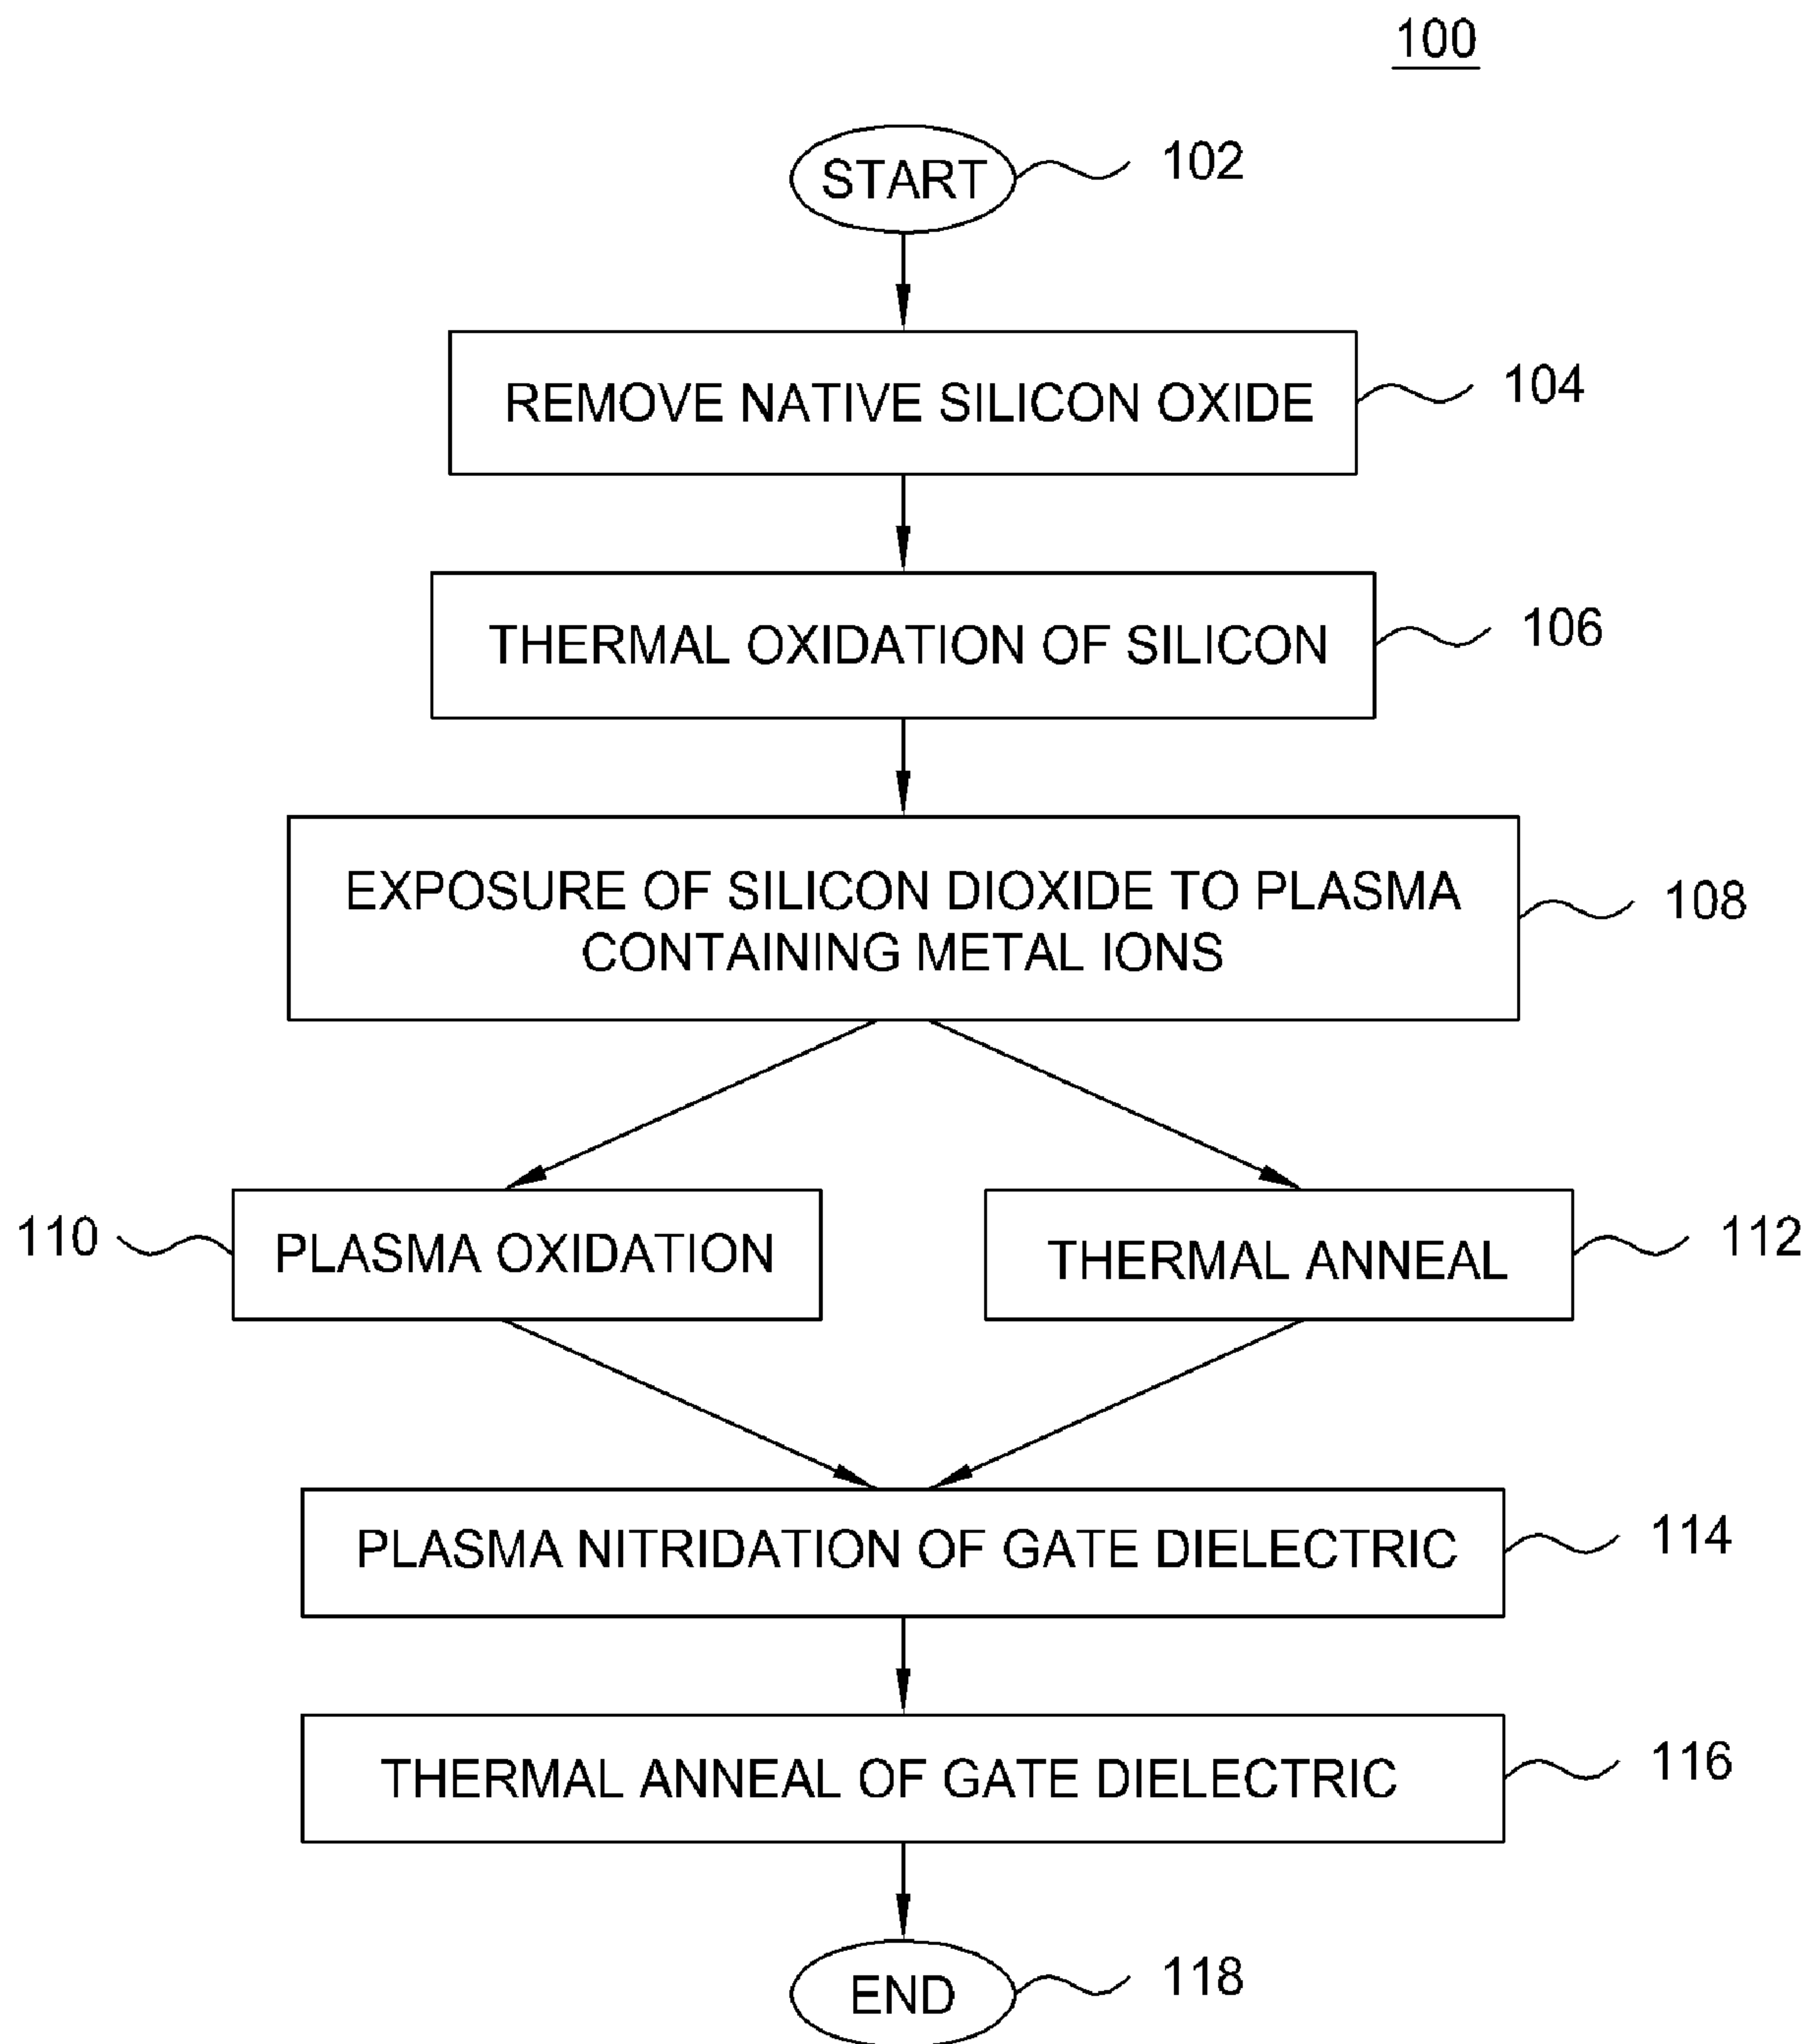 100
START
102
REMOVE NATIVE SILICON OXIDE
104
THERMAL OXIDATION OF SILICON
106
EXPOSURE OF SILICON DIOXIDE TO PLASMA
CONTAINING METAL IONS
108
110
PLASMA OXIDATION
THERMAL ANNEAL
112
PLASMA NITRIDATION OF GATE DIELECTRIC
114
THERMAL ANNEAL OF GATE DIELECTRIC
116
END
118